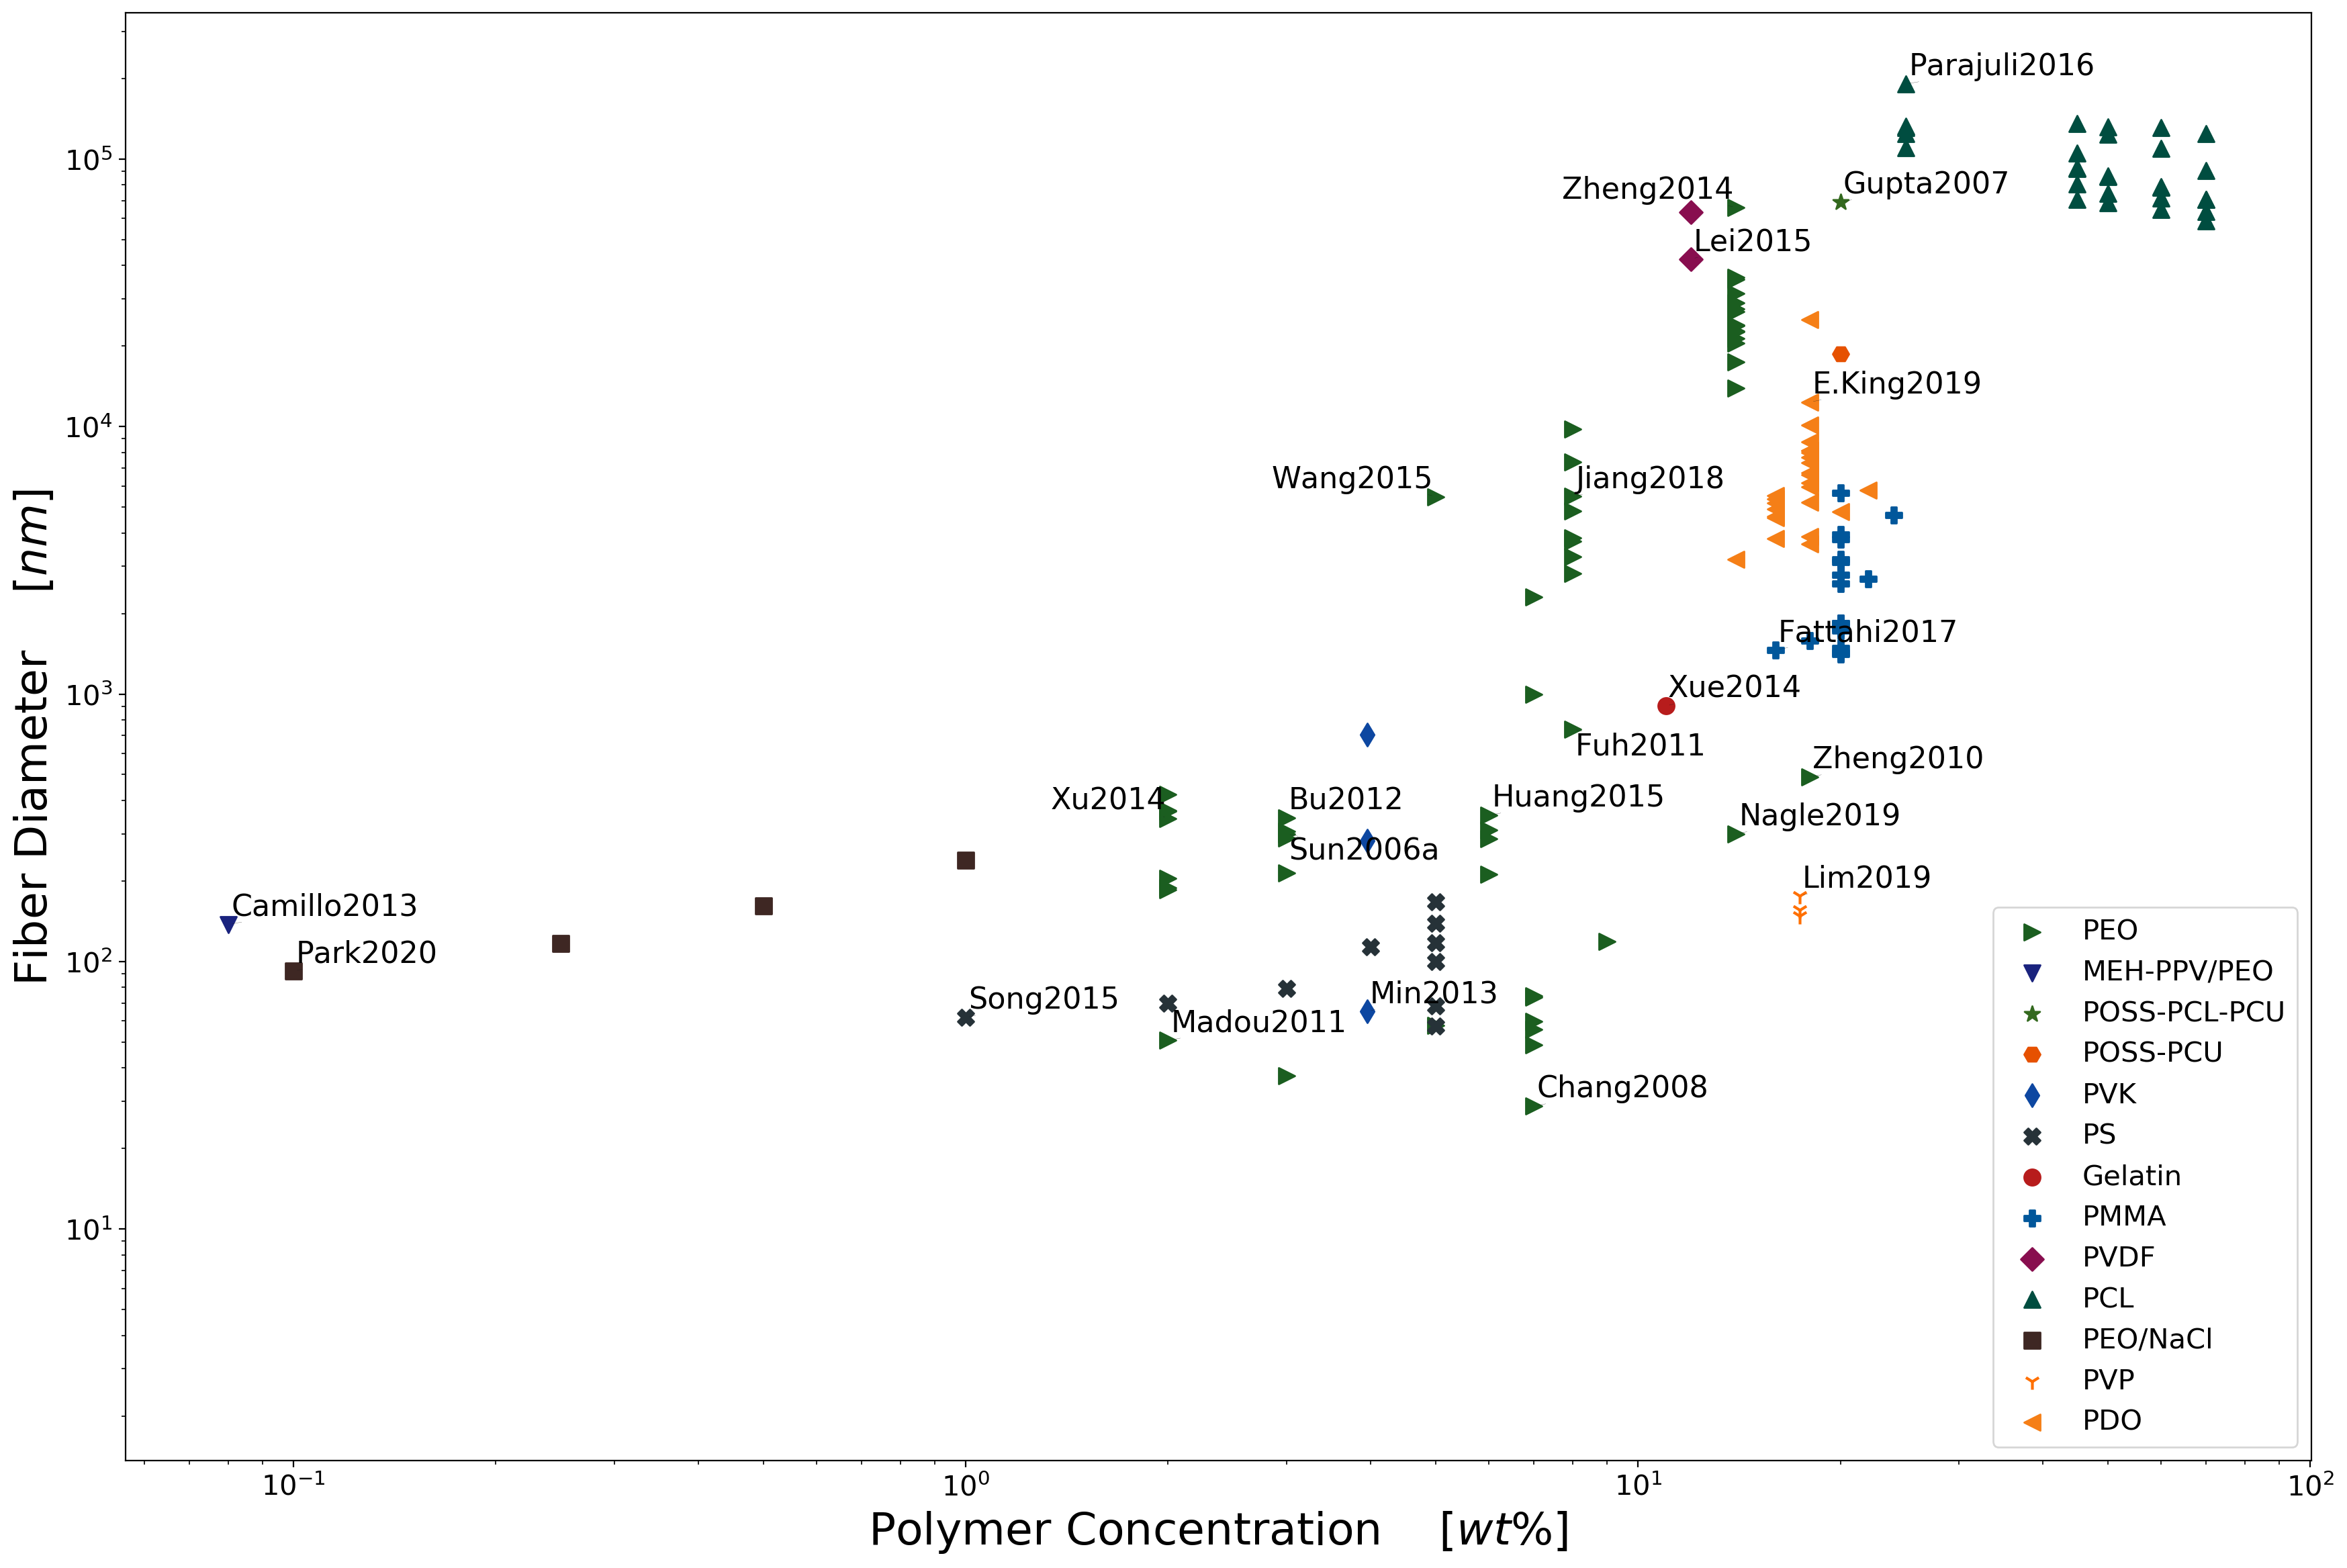 Parajuli2016
10^5
Zheng2014
Gupta2007
Lei2015
E.King2019
10^4
Wang2015
Jiang2018
Fiber Diameter [nm]
Fattahi2017
10^3
Xue2014
Fuh2011
Zheng2010
Xu2014
Bu2012
Huang2015
Nagle2019
Sun2006a
Lim2019
Camillo2013
Park2020
10^2
Song2015
Min2013
Madou2011
Chang2008
10^1
PEO
MEH-PPV/PEO
POSS-PCL-PCU
POSS-PCU
PVK
PS
Gelatin
PMMA
PVDF
PCL
PEO/NaCl
PVP
PDO
10^-1 10^0 10^1 10^2
Polymer Concentration [wt%]